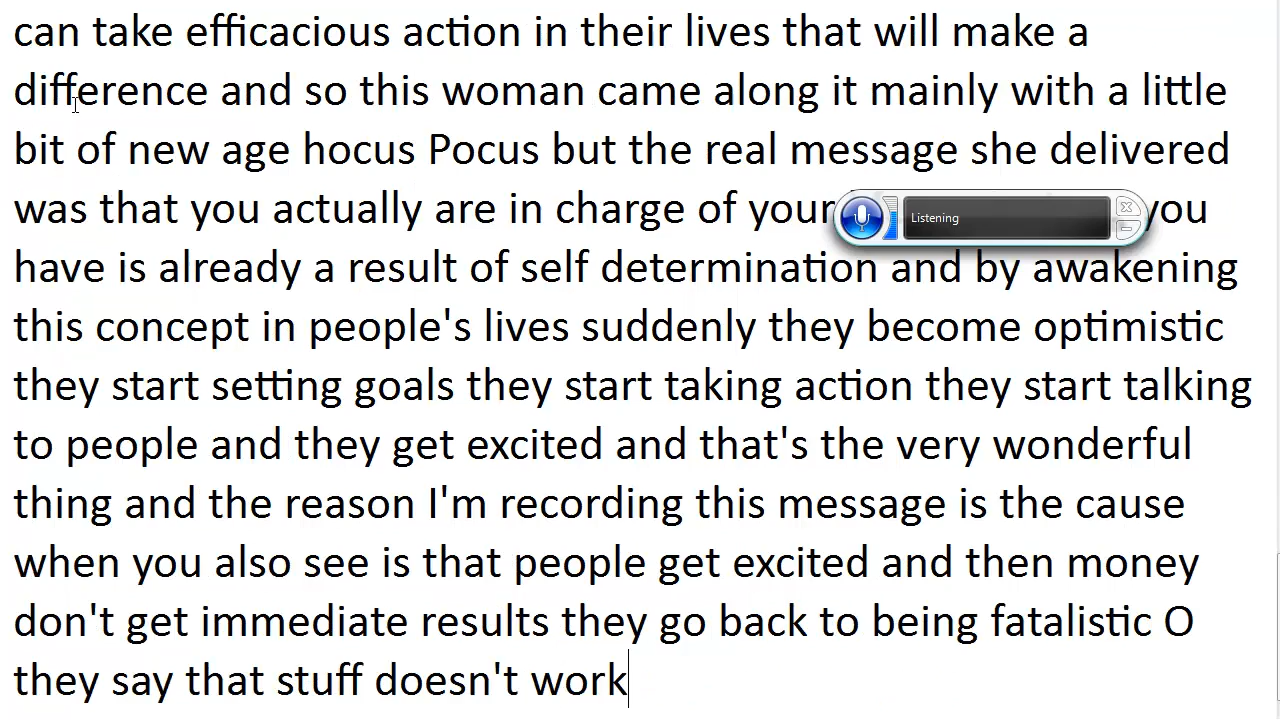 can take efficacious action in their lives that will make a
difference and so this woman came along it mainly with a little
bit of new age hocus Pocus but the real message she delivered
was that you actually are in charge of your you
Listening
have is already a result of self determination and by awakening
this concept in people's lives suddenly they become optimistic
they start setting goals they start taking action they start talking
to people and they get excited and that's the very wonderful
thing and the reason I'm recording this message is the cause
when you also see is that people get excited and then money
don't get immediate results they go back to being fatalistic O
they say that stuff doesn't work